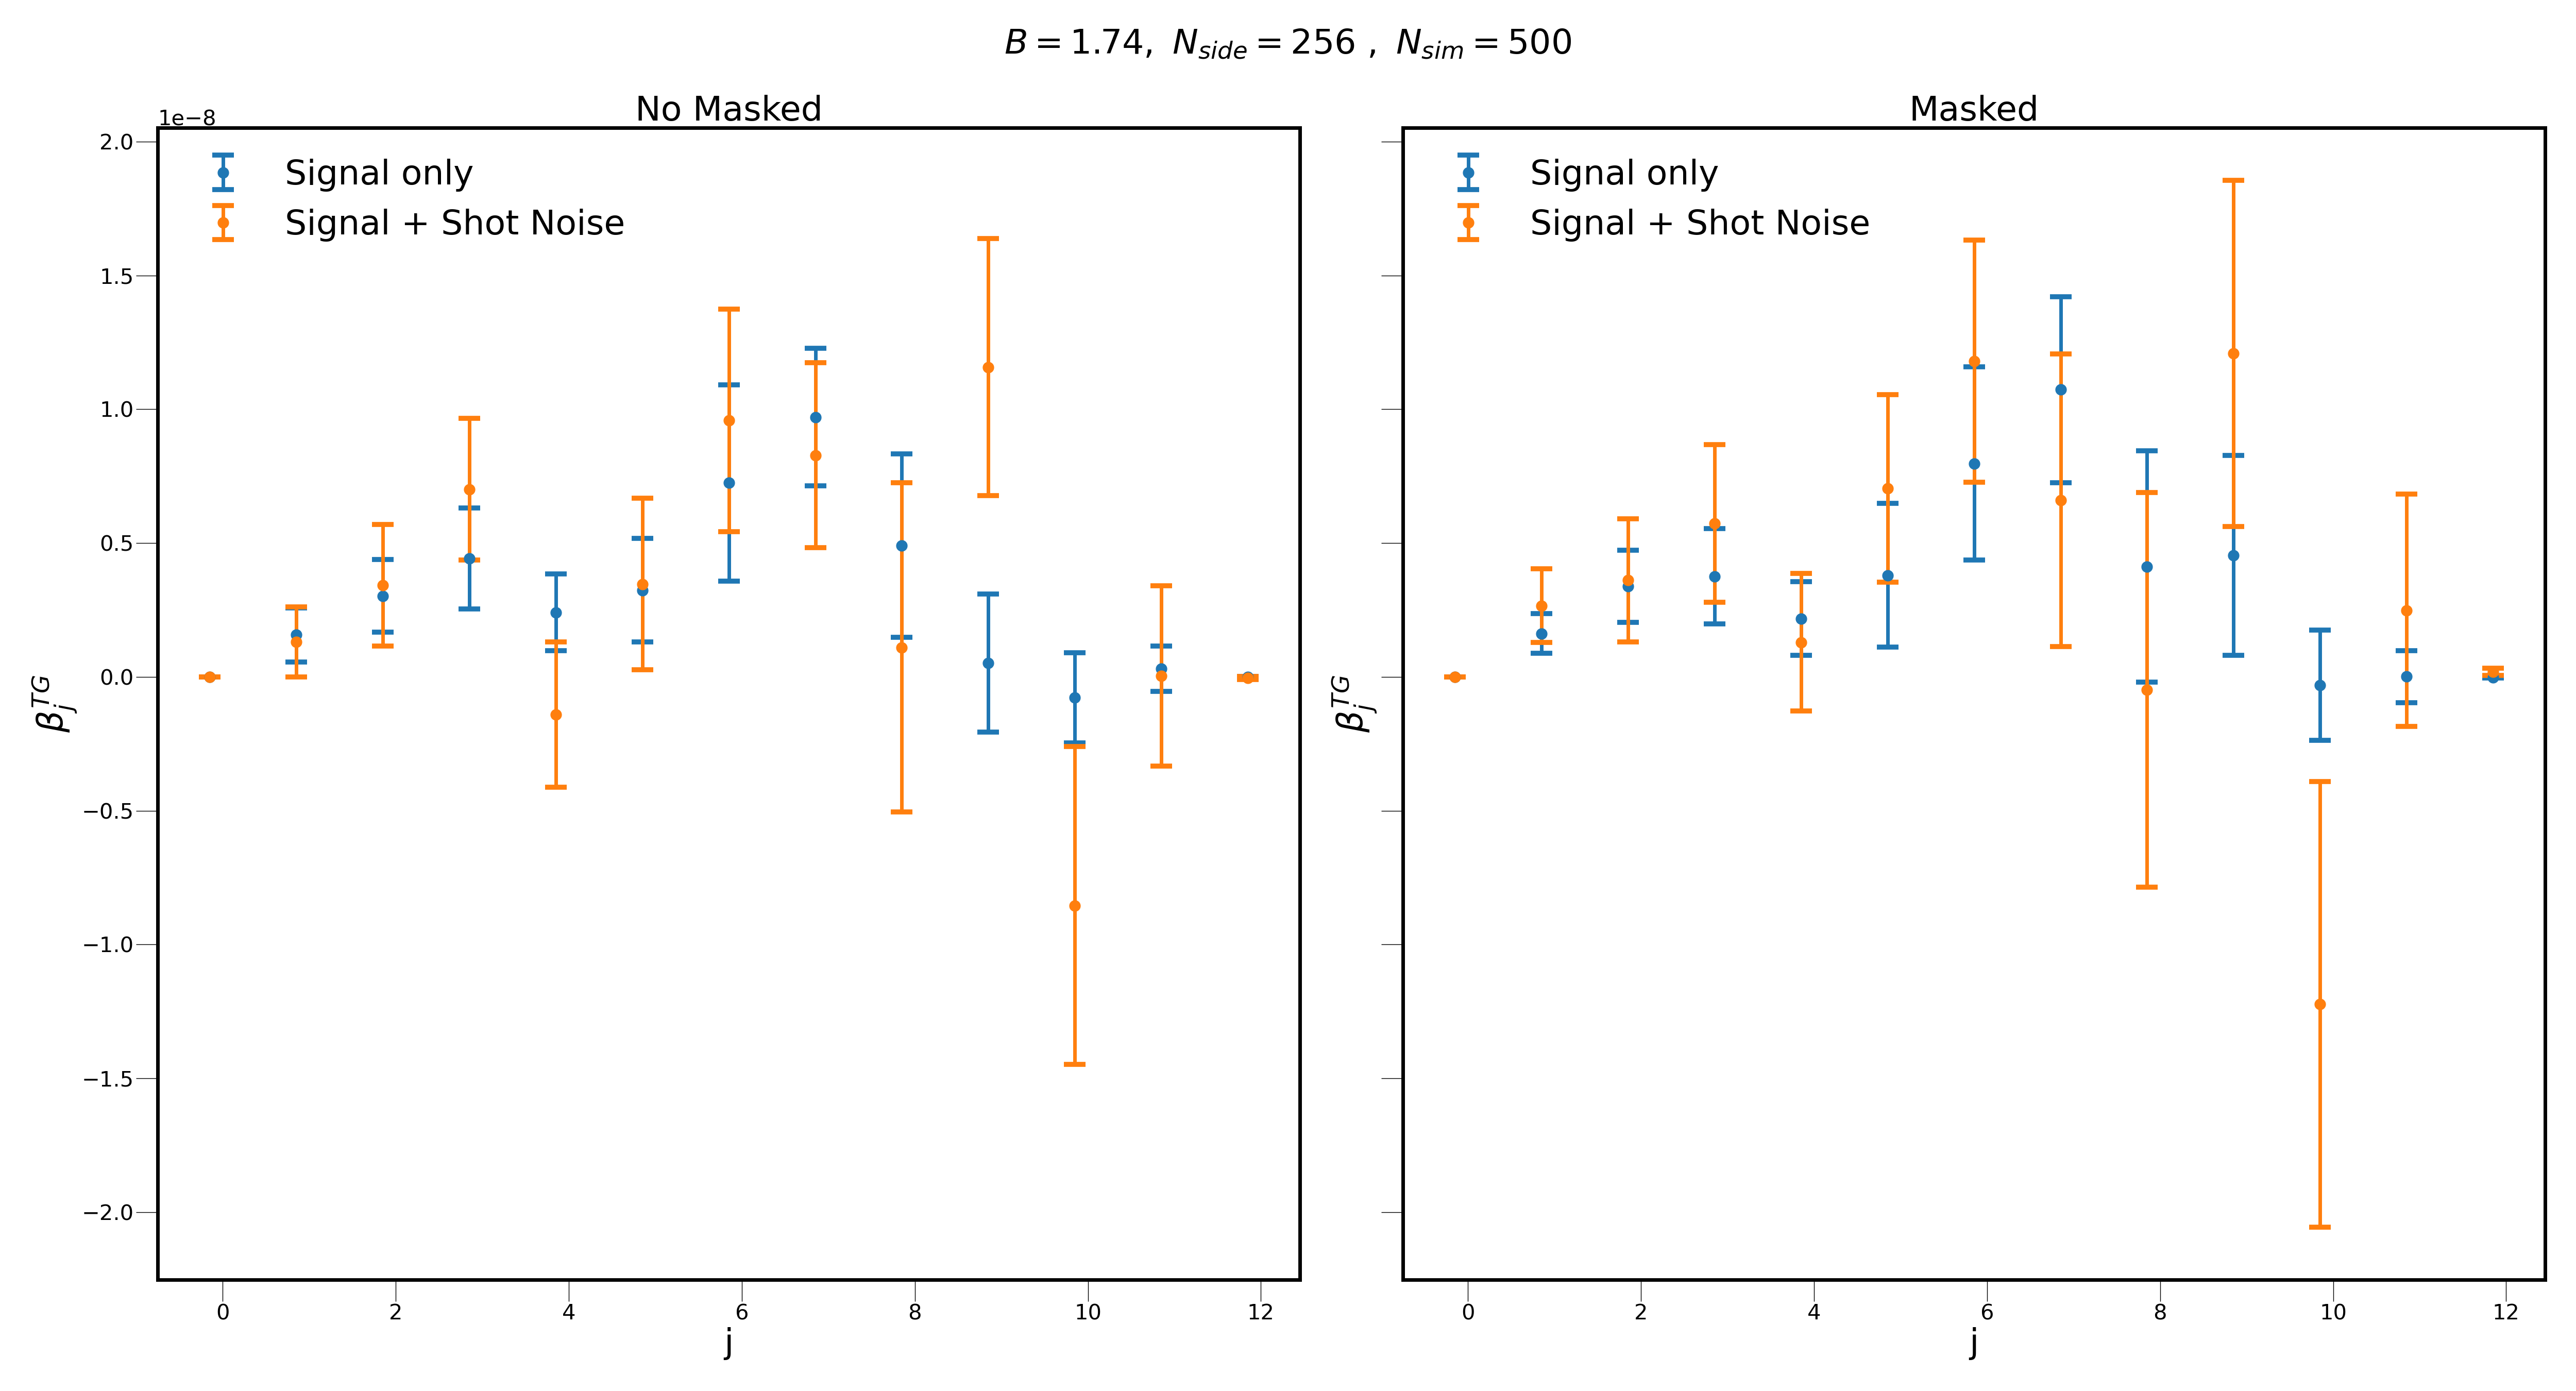 B = 1.74, N_side = 256 , N_sim = 500
No Masked
1e−8
Signal only
Signal + Shot Noise
2.0
1.5
1.0
0.5
0.0
−0.5
−1.0
−1.5
−2.0
β_j^TG
0 2 4 6 8 10 12
j
Masked
Signal only
Signal + Shot Noise
β_j^TG
0 2 4 6 8 10 12
j